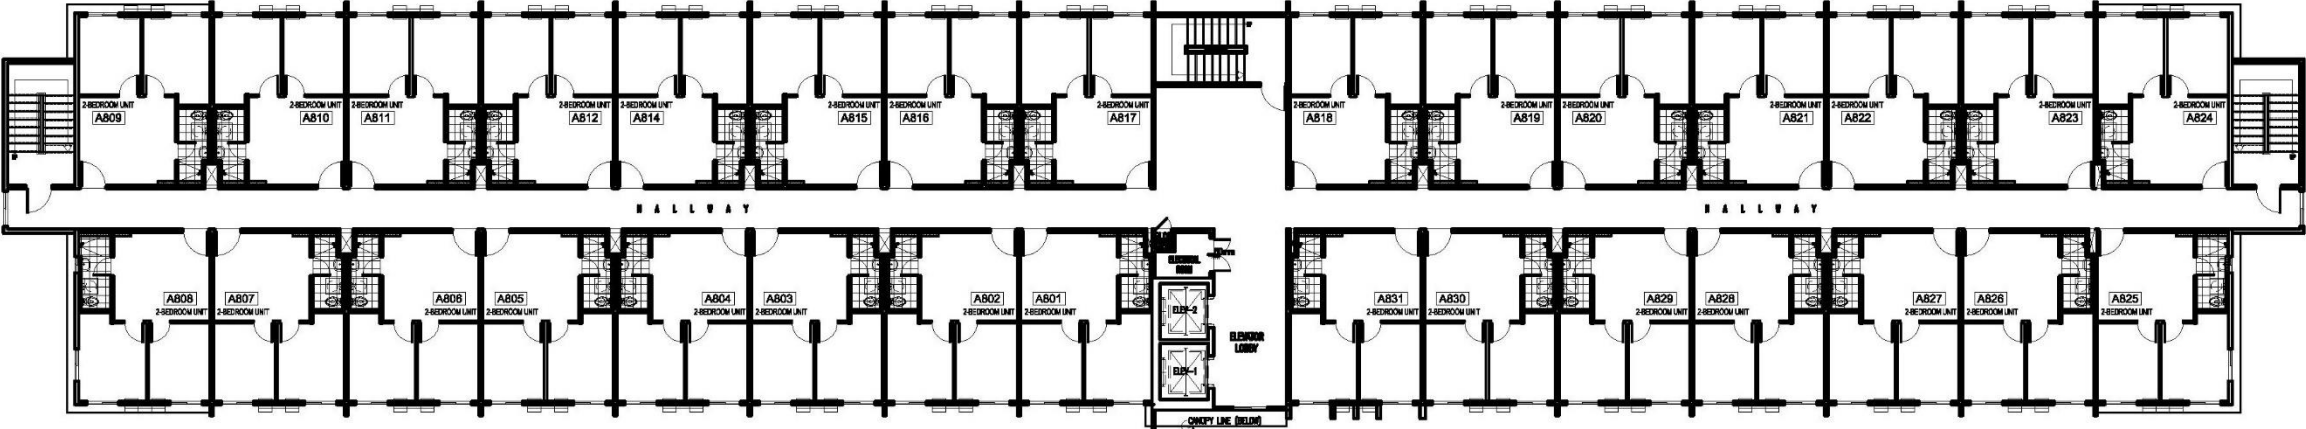 2-BEDROOM UNIT
A809
2-BEDROOM UNIT
A810
2-BEDROOM UNIT
A811
2-BEDROOM UNIT
A812
2-BEDROOM UNIT
A814
2-BEDROOM UNIT
A815
2-BEDROOM UNIT
A816
2-BEDROOM UNIT
A817
2-BEDROOM UNIT
A818
2-BEDROOM UNIT
A819
2-BEDROOM UNIT
A820
2-BEDROOM UNIT
A821
2-BEDROOM UNIT
A822
2-BEDROOM UNIT
A823
2-BEDROOM UNIT
A824
HALLWAY
HALLWAY
A808
2-BEDROOM UNIT
A807
2-BEDROOM UNIT
A806
2-BEDROOM UNIT
A805
2-BEDROOM UNIT
A804
2-BEDROOM UNIT
A803
2-BEDROOM UNIT
A802
2-BEDROOM UNIT
A801
2-BEDROOM UNIT
ELECTRICAL
ROOM
ELEV-2
ELEV-1
ELEVATOR
LOBBY
CANOPY LINE (BELOW)
A831
2-BEDROOM UNIT
A830
2-BEDROOM UNIT
A829
2-BEDROOM UNIT
A828
2-BEDROOM UNIT
A827
2-BEDROOM UNIT
A826
2-BEDROOM UNIT
A825
2-BEDROOM UNIT